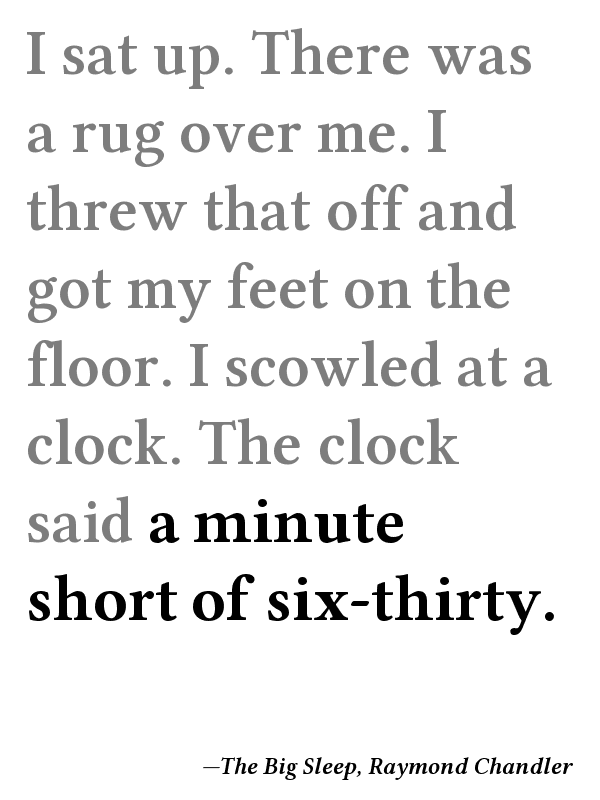 I sat up. There was
a rug over me. I
threw that off and
got my feet on the
floor. I scowled at a
clock. The clock
said a minute
short of six-thirty.
—The Big Sleep, Raymond Chandler